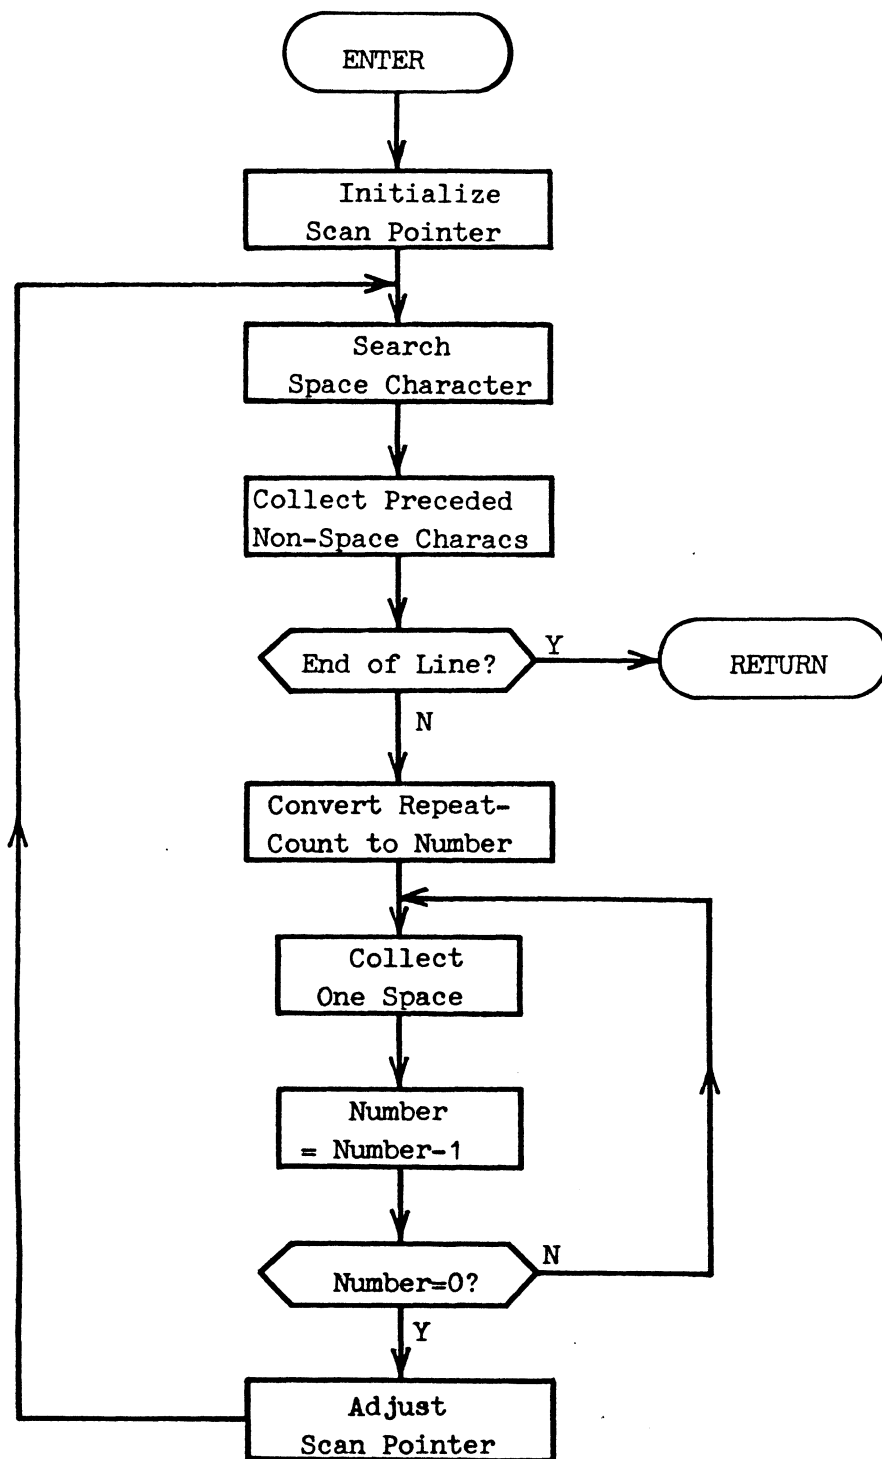 ENTER
Initialize
Scan Pointer
Search
Space Character
Collect Preceded
Non-Space Characs
End of Line?
Y
RETURN
N
Convert Repeat-
Count to Number
Collect
One Space
Number
= Number-1
Number=0?
N
Y
Adjust
Scan Pointer